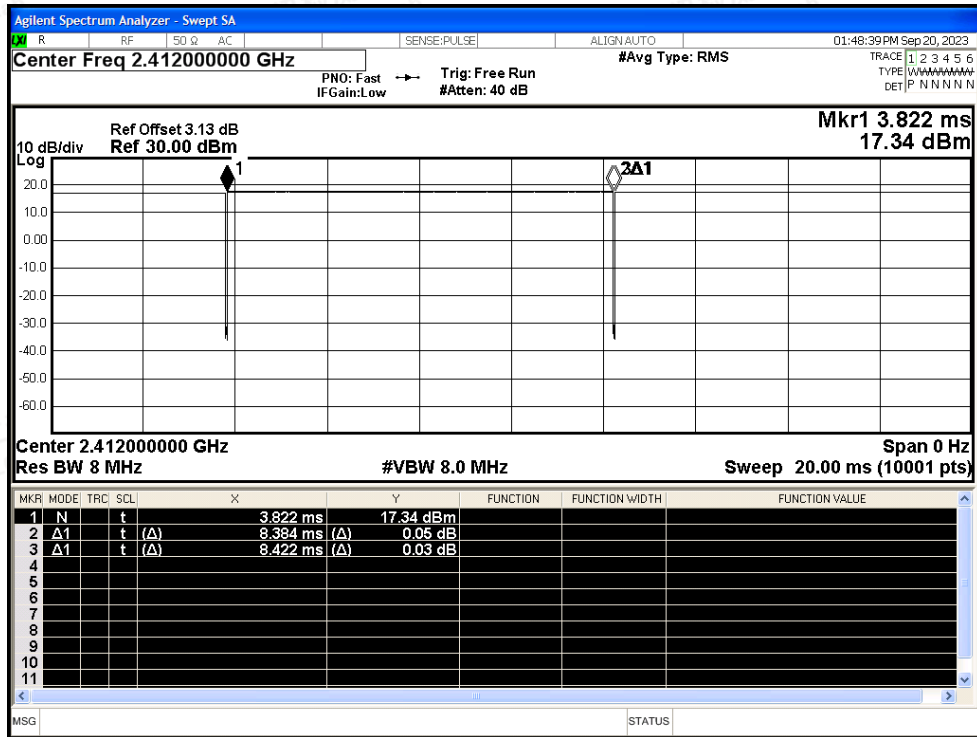 Agilent Spectrum Analyzer - Swept SA
LXI R RF 50 Ω AC SENSE:PULSE ALIGN AUTO 01:48:39 PM Sep 20, 2023
Center Freq 2.412000000 GHz
PNO: Fast
IFGain:Low
Trig: Free Run
#Atten: 40 dB
#Avg Type: RMS
TRACE 1 2 3 4 5 6
TYPE
DET P N N N N N
Mkr1 3.822 ms
17.34 dBm
Ref Offset 3.13 dB
10 dB/div Ref 30.00 dBm
Log
1
3Δ1
20.0
10.0
0.00
-10.0
-20.0
-30.0
-40.0
-50.0
-60.0
Center 2.412000000 GHz Span 0 Hz
Res BW 8 MHz #VBW 8.0 MHz Sweep 20.00 ms (10001 pts)
MKR MODE TRC SCL X Y FUNCTION FUNCTION WIDTH FUNCTION VALUE
1 N t 3.822 ms 17.34 dBm
2 Δ1 t (Δ) 8.384 ms (Δ) 0.05 dB
3 Δ1 t (Δ) 8.422 ms (Δ) 0.03 dB
4
5
6
7
8
9
10
11
MSG STATUS